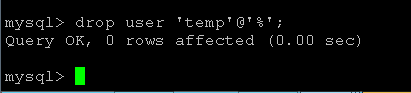 mysql> drop user 'temp'@'%';
Query OK, 0 rows affected (0.00 sec)
mysql>